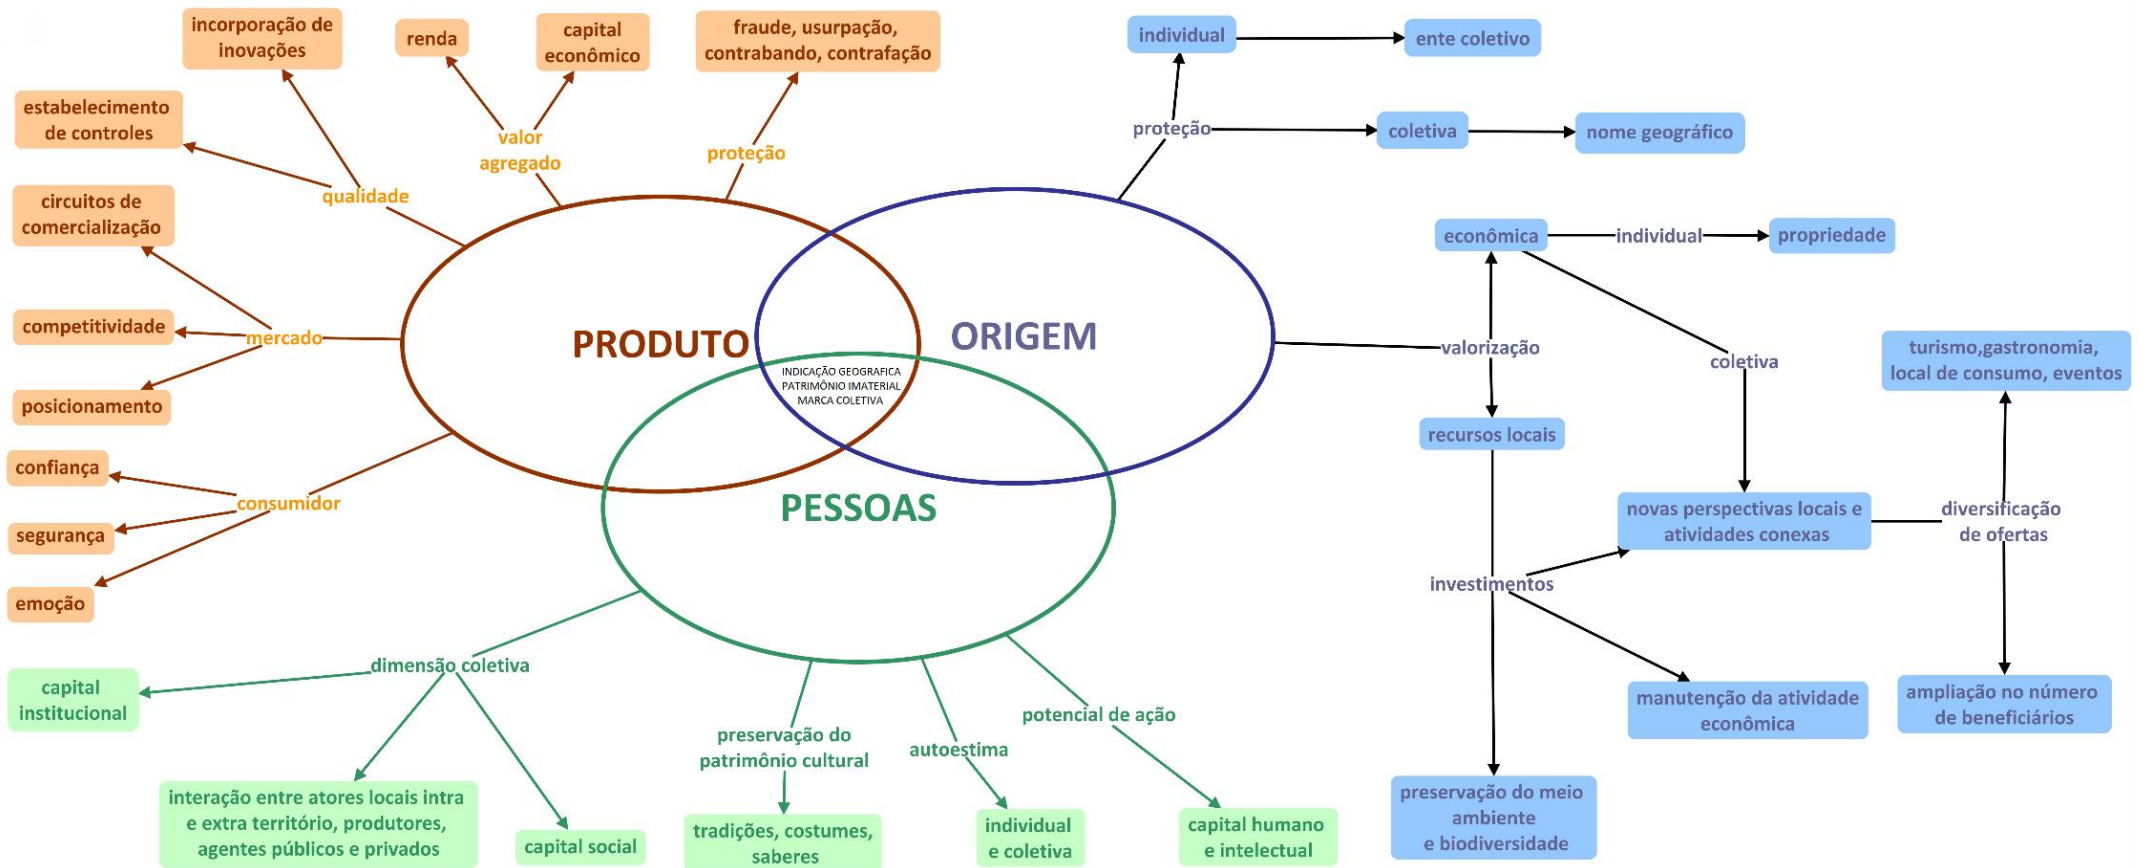 incorporação de
inovações
renda
capital
econômico
fraude, usurpação,
contrabando, contrafação
estabelecimento
de controles
valor
agregado
proteção
qualidade
circuitos de
comercialização
competitividade
mercado
posicionamento
confiança
consumidor
segurança
emoção
PRODUTO
ORIGEM
PESSOAS
INDICAÇÃO GEOGRAFICA
PATRIMÔNIO IMATERIAL
MARCA COLETIVA
individual
ente coletivo
proteção
coletiva
nome geográfico
econômica
individual
propriedade
valorização
coletiva
turismo,gastronomia,
local de consumo, eventos
recursos locais
novas perspectivas locais e
atividades conexas
diversificação
de ofertas
investimentos
manutenção da atividade
econômica
ampliação no número
de beneficiários
preservação do meio
ambiente
e biodiversidade
dimensão coletiva
capital
institucional
interação entre atores locais intra
e extra território, produtores,
agentes públicos e privados
capital social
preservação do
patrimônio cultural
tradições, costumes,
saberes
autoestima
individual
e coletiva
potencial de ação
capital humano
e intelectual